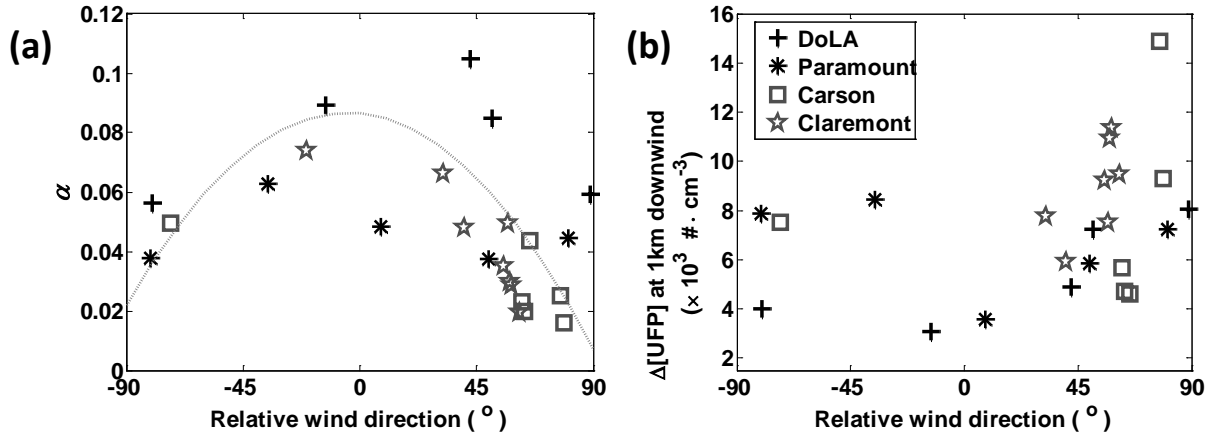 (a)
0.12
0.1
0.08
0.06
0.04
0.02
0
α
-90
-45
0
45
90
Relative wind direction ( o )
(b)
16
14
12
10
8
6
4
2
Δ[UFP] at 1km downwind
(× 10³ #. cm⁻³)
DoLA
Paramount
Carson
Claremont
-90
-45
0
45
90
Relative wind direction ( o )